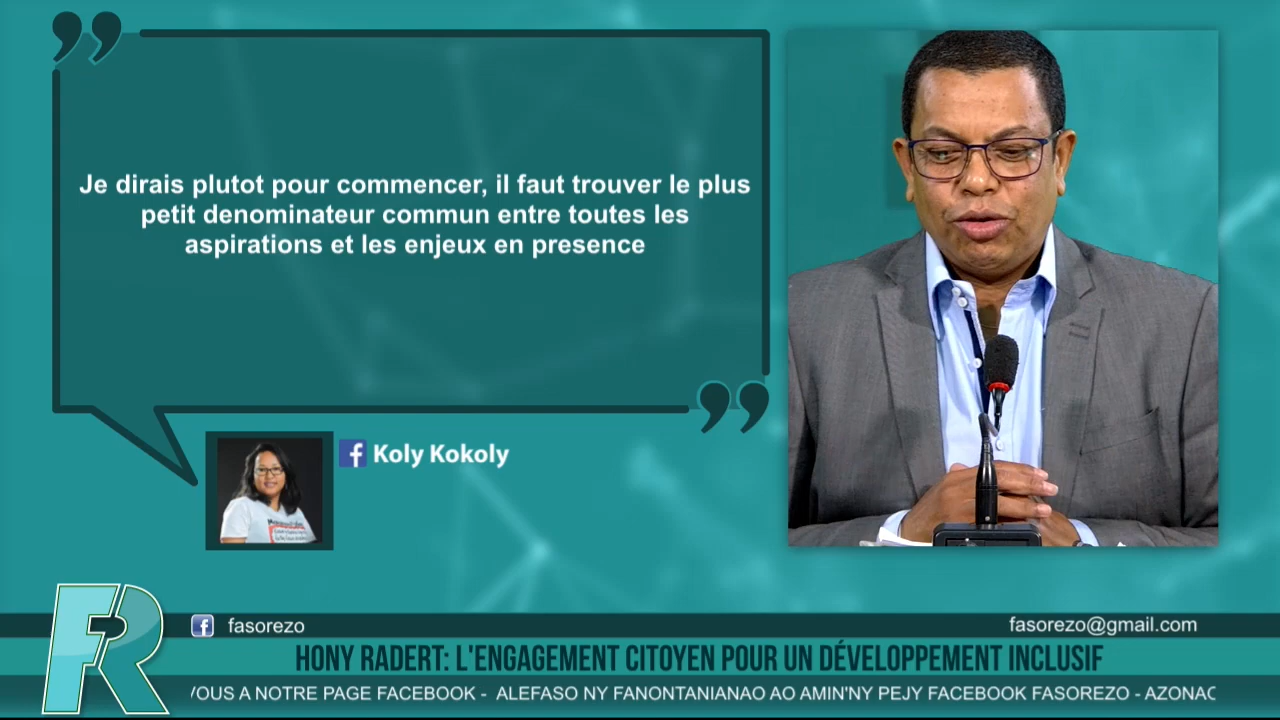 Je dirais plutot pour commencer, il faut trouver le plus
petit denominateur commun entre toutes les
aspirations et les enjeux en presence
Koly Kokoly
FR
fasorezo
fasorezo@gmail.com
HONY RADERT: L'ENGAGEMENT CITOYEN POUR UN DÉVELOPPEMENT INCLUSIF
VOUS A NOTRE PAGE FACEBOOK - ALEFASO NY FANONTANIANAO AO AMIN'NY PEJY FACEBOOK FASOREZO - AZONAO